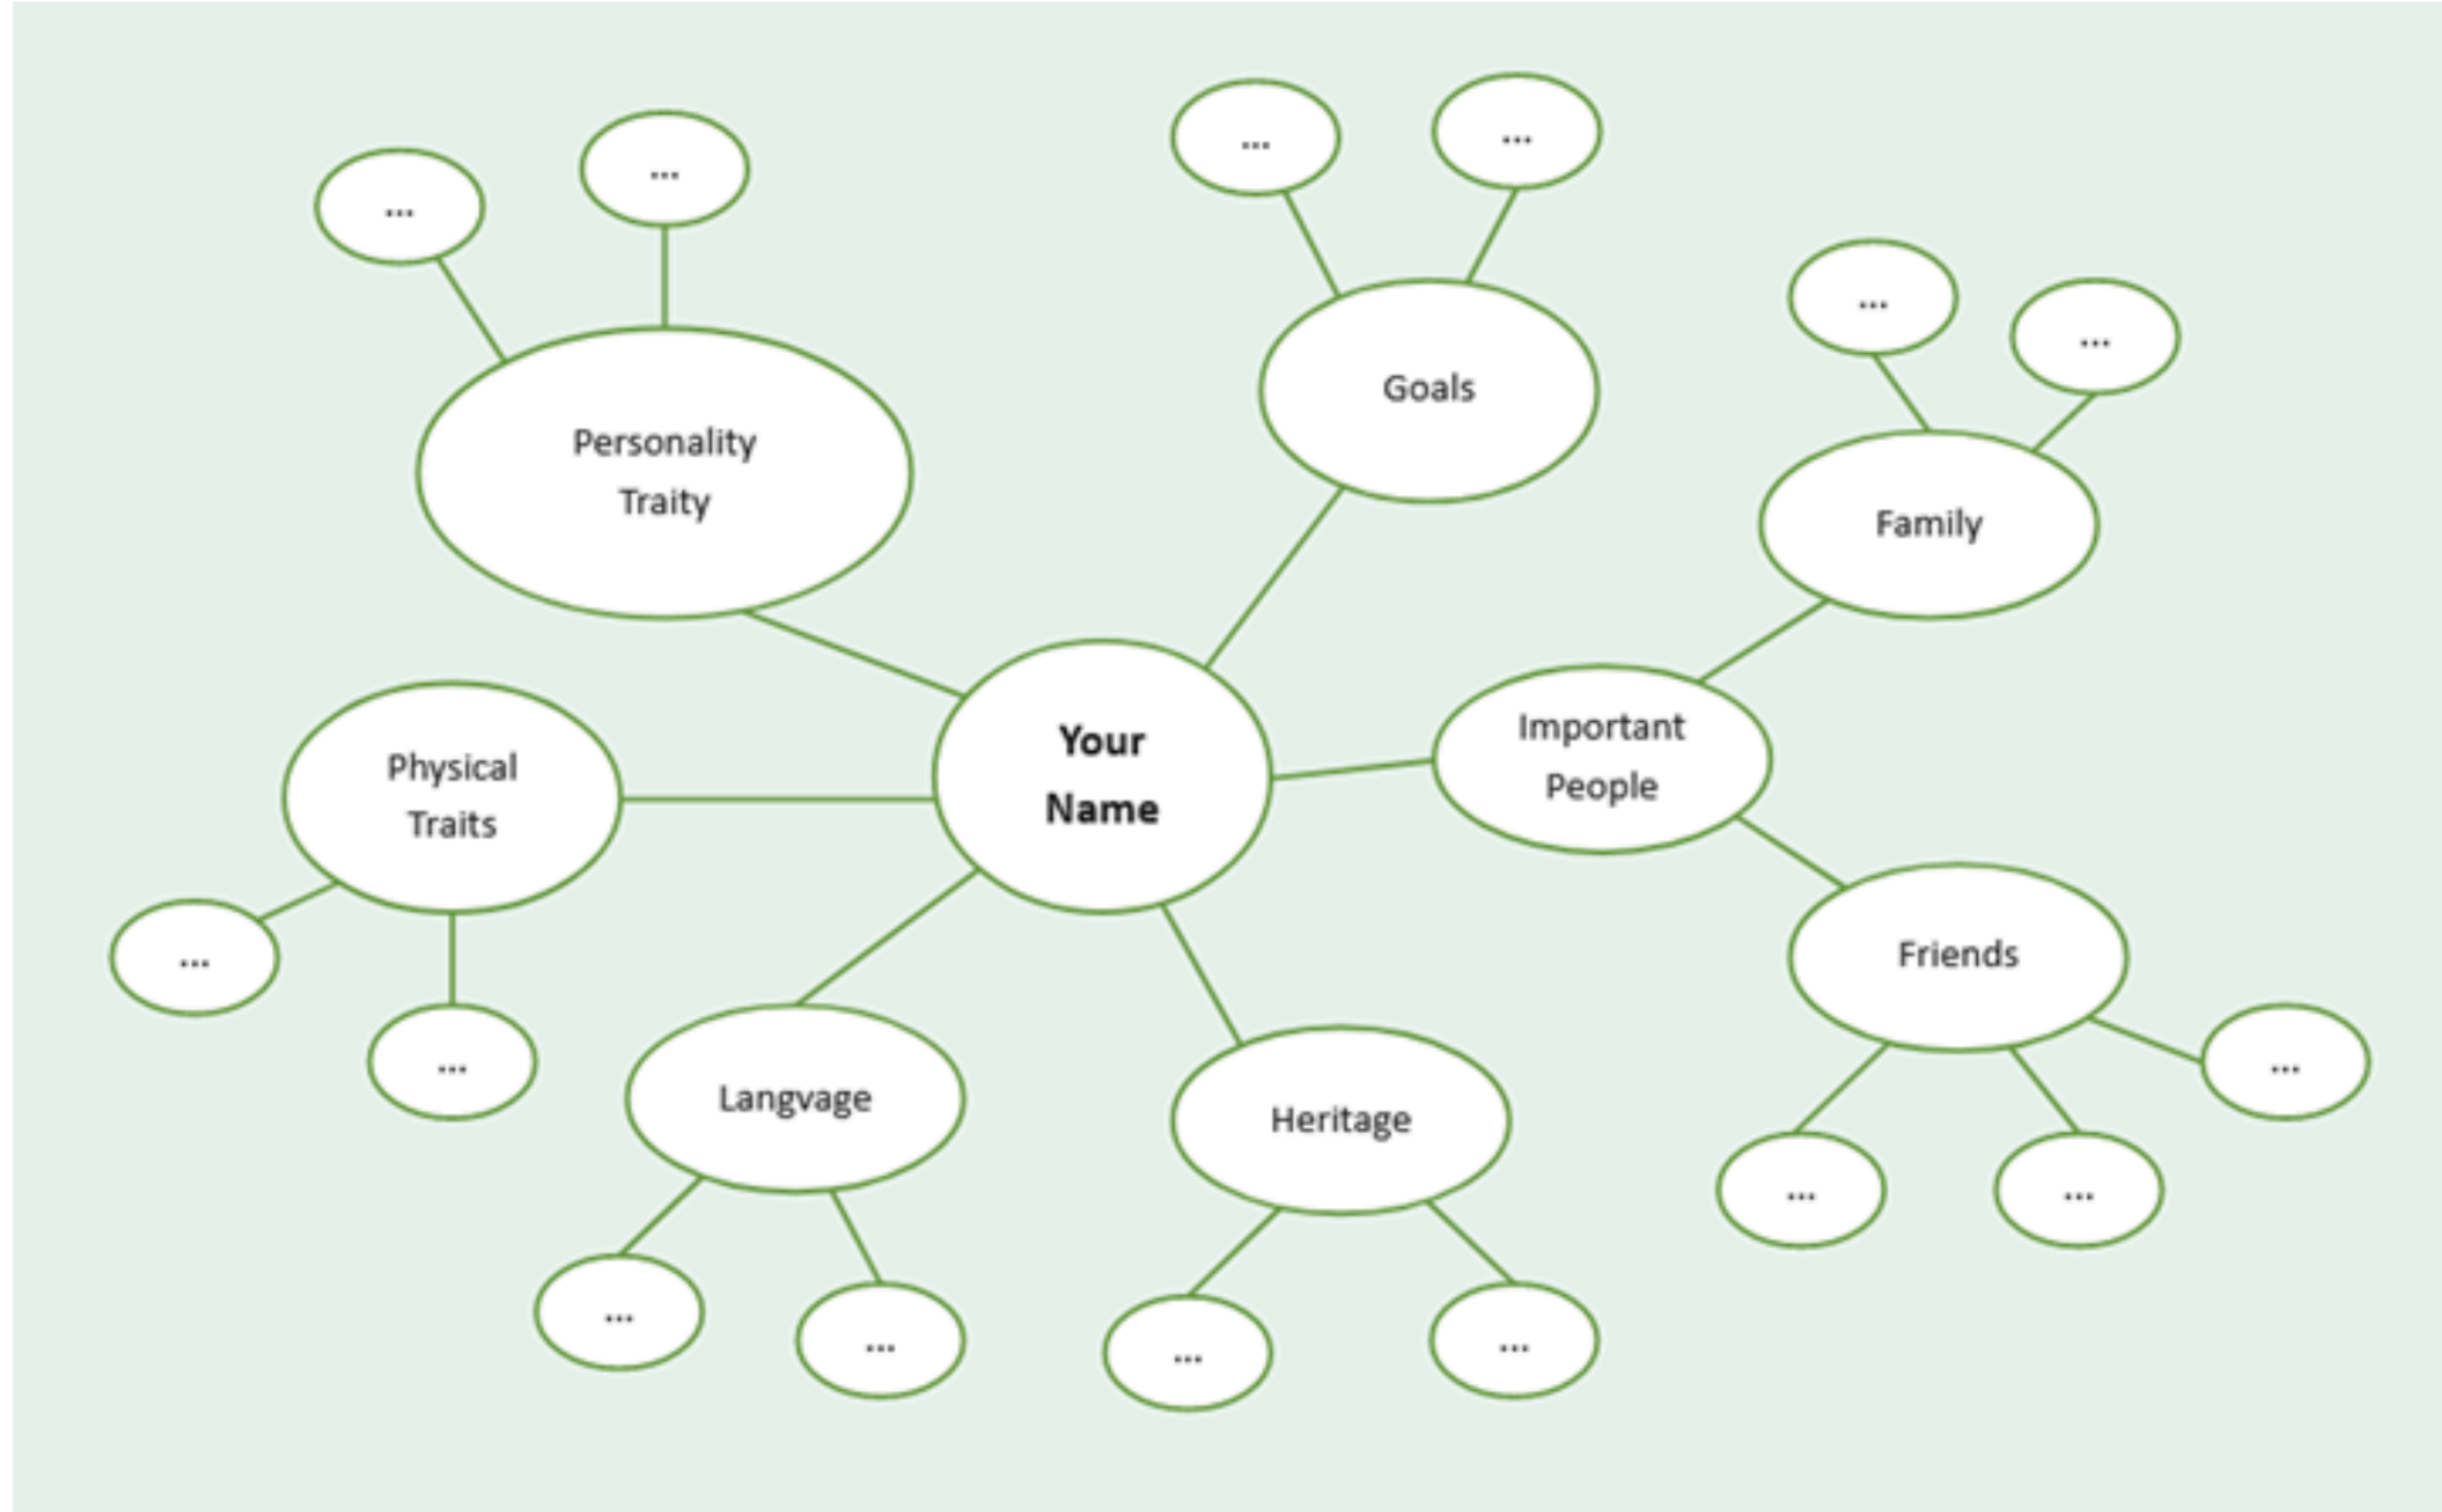 ...
...
...
...
...
...
Goals
Personality
Traity
Family
Your
Name
Important
People
Physical
Traits
Friends
...
...
...
Langvage
Heritage
...
...
...
...
...
...